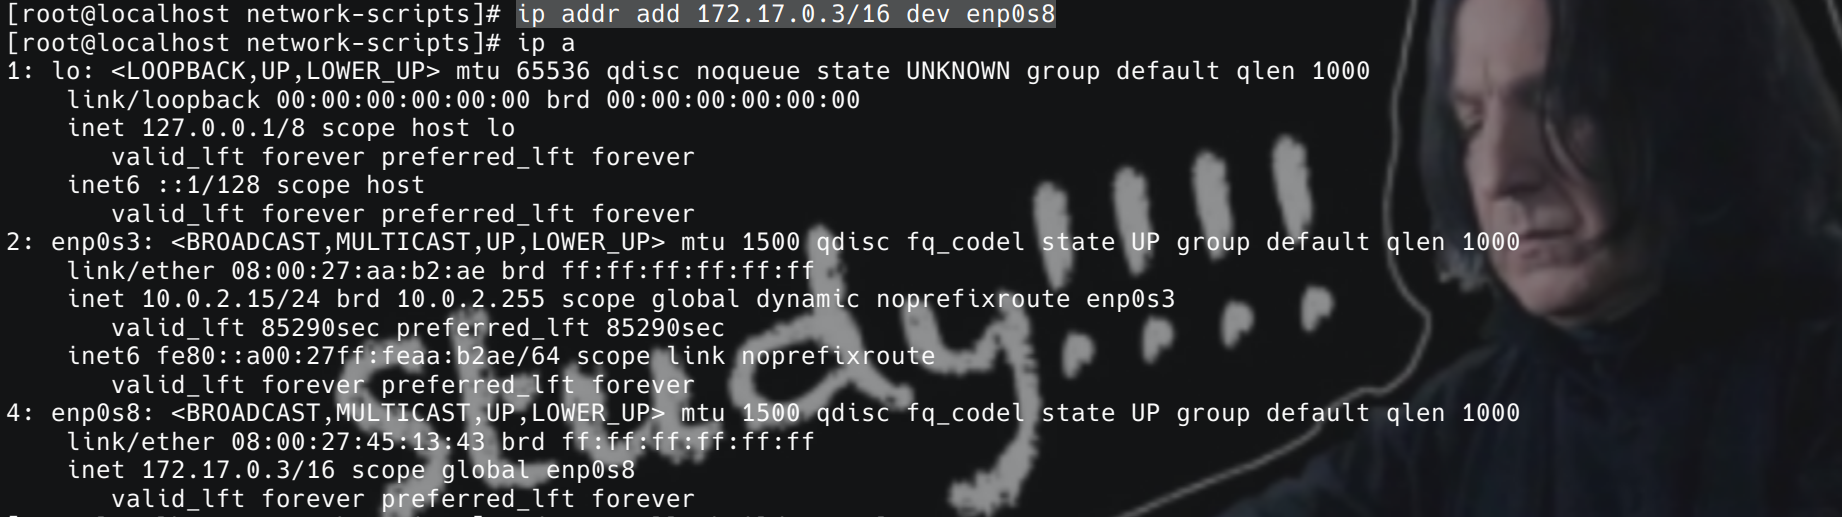 [root@localhost network-scripts]# ip addr add 172.17.0.3/16 dev enp0s8
[root@localhost network-scripts]# ip a
1: lo: <LOOPBACK,UP,LOWER_UP> mtu 65536 qdisc noqueue state UNKNOWN group default qlen 1000
    link/loopback 00:00:00:00:00:00 brd 00:00:00:00:00:00
    inet 127.0.0.1/8 scope host lo
       valid_lft forever preferred_lft forever
    inet6 ::1/128 scope host
       valid_lft forever preferred_lft forever
2: enp0s3: <BROADCAST,MULTICAST,UP,LOWER_UP> mtu 1500 qdisc fq_codel state UP group default qlen 1000
    link/ether 08:00:27:aa:b2:ae brd ff:ff:ff:ff:ff:ff
    inet 10.0.2.15/24 brd 10.0.2.255 scope global dynamic noprefixroute enp0s3
       valid_lft 85290sec preferred_lft 85290sec
    inet6 fe80::a00:27ff:feaa:b2ae/64 scope link noprefixroute
       valid_lft forever preferred_lft forever
4: enp0s8: <BROADCAST,MULTICAST,UP,LOWER_UP> mtu 1500 qdisc fq_codel state UP group default qlen 1000
    link/ether 08:00:27:45:13:43 brd ff:ff:ff:ff:ff:ff
    inet 172.17.0.3/16 scope global enp0s8
       valid_lft forever preferred_lft forever
Study!!!!